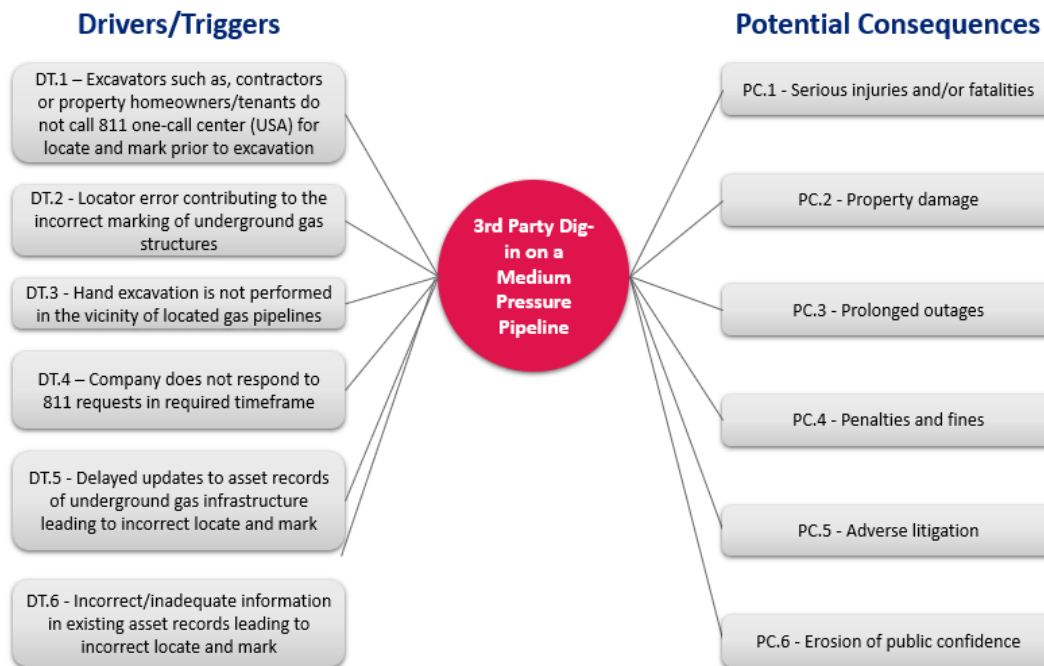 Drivers/Triggers
DT.1 – Excavators such as, contractors
or property homeowners/tenants do
not call 811 one-call center (USA) for
locate and mark prior to excavation
DT.2 - Locator error contributing to the
incorrect marking of underground gas
structures
DT.3 - Hand excavation is not performed
in the vicinity of located gas pipelines
DT.4 – Company does not respond to
811 requests in required timeframe
DT.5 - Delayed updates to asset records
of underground gas infrastructure
leading to incorrect locate and mark
DT.6 - Incorrect/inadequate information
in existing asset records leading to
incorrect locate and mark
3rd Party Dig-
in on a
Medium
Pressure
Pipeline
Potential Consequences
PC.1 - Serious injuries and/or fatalities
PC.2 - Property damage
PC.3 - Prolonged outages
PC.4 - Penalties and fines
PC.5 - Adverse litigation
PC.6 - Erosion of public confidence